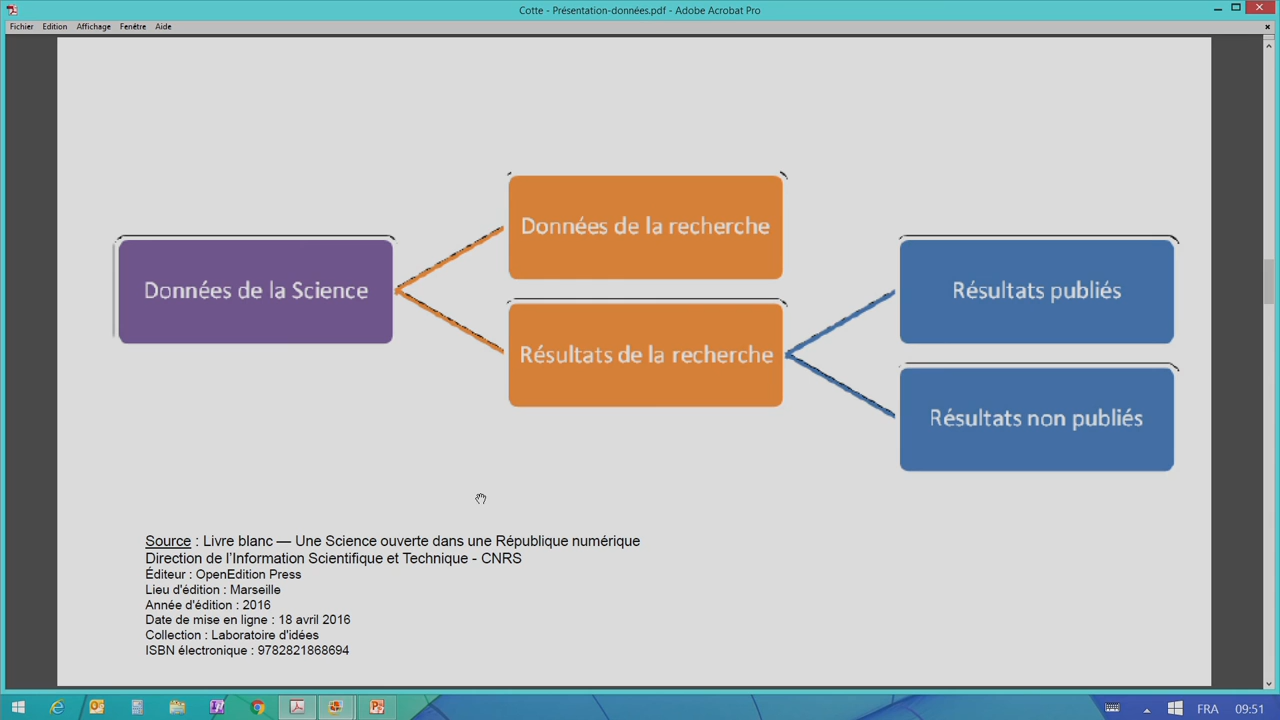 Cotte - Présentation-données.pdf - Adobe Acrobat Pro
Fichier Edition Affichage Fenêtre Aide
Données de la Science
Données de la recherche
Résultats de la recherche
Résultats publiés
Résultats non publiés
Source : Livre blanc — Une Science ouverte dans une République numérique
Direction de l'Information Scientifique et Technique - CNRS
Éditeur : OpenEdition Press
Lieu d'édition : Marseille
Année d'édition : 2016
Date de mise en ligne : 18 avril 2016
Collection : Laboratoire d'idées
ISBN électronique : 9782821868694
FRA 09:51